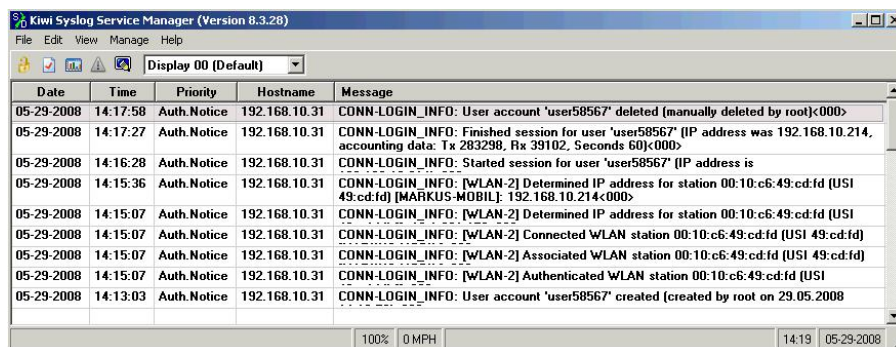 Kiwi Syslog Service Manager (Version 8.3.28)
File Edit View Manage Help
Display 00 (Default)
Date Time Priority Hostname Message
05-29-2008 14:17:58 Auth.Notice 192.168.10.31 CONN-LOGIN_INFO: User account 'user58567' deleted (manually deleted by root)<000>
05-29-2008 14:17:27 Auth.Notice 192.168.10.31 CONN-LOGIN_INFO: Finished session for user 'user58567' (IP address was 192.168.10.214,
accounting data: Tx 283298, Rx 39102, Seconds 60)<000>
05-29-2008 14:16:28 Auth.Notice 192.168.10.31 CONN-LOGIN_INFO: Started session for user 'user58567' (IP address is
05-29-2008 14:15:36 Auth.Notice 192.168.10.31 CONN-LOGIN_INFO: [WLAN-2] Determined IP address for station 00:10:c6:49:cd:fd (USI
49:cd:fd) [MARKUS-MOBIL]: 192.168.10.214<000>
05-29-2008 14:15:07 Auth.Notice 192.168.10.31 CONN-LOGIN_INFO: [WLAN-2] Determined IP address for station 00:10:c6:49:cd:fd (USI
05-29-2008 14:15:07 Auth.Notice 192.168.10.31 CONN-LOGIN_INFO: [WLAN-2] Connected WLAN station 00:10:c6:49:cd:fd (USI 49:cd:fd)
05-29-2008 14:15:07 Auth.Notice 192.168.10.31 CONN-LOGIN_INFO: [WLAN-2] Associated WLAN station 00:10:c6:49:cd:fd (USI 49:cd:fd)
05-29-2008 14:15:07 Auth.Notice 192.168.10.31 CONN-LOGIN_INFO: [WLAN-2] Authenticated WLAN station 00:10:c6:49:cd:fd (USI
05-29-2008 14:13:03 Auth.Notice 192.168.10.31 CONN-LOGIN_INFO: User account 'user58567' created (created by root on 29.05.2008
100% 0 MPH 14:19 05-29-2008